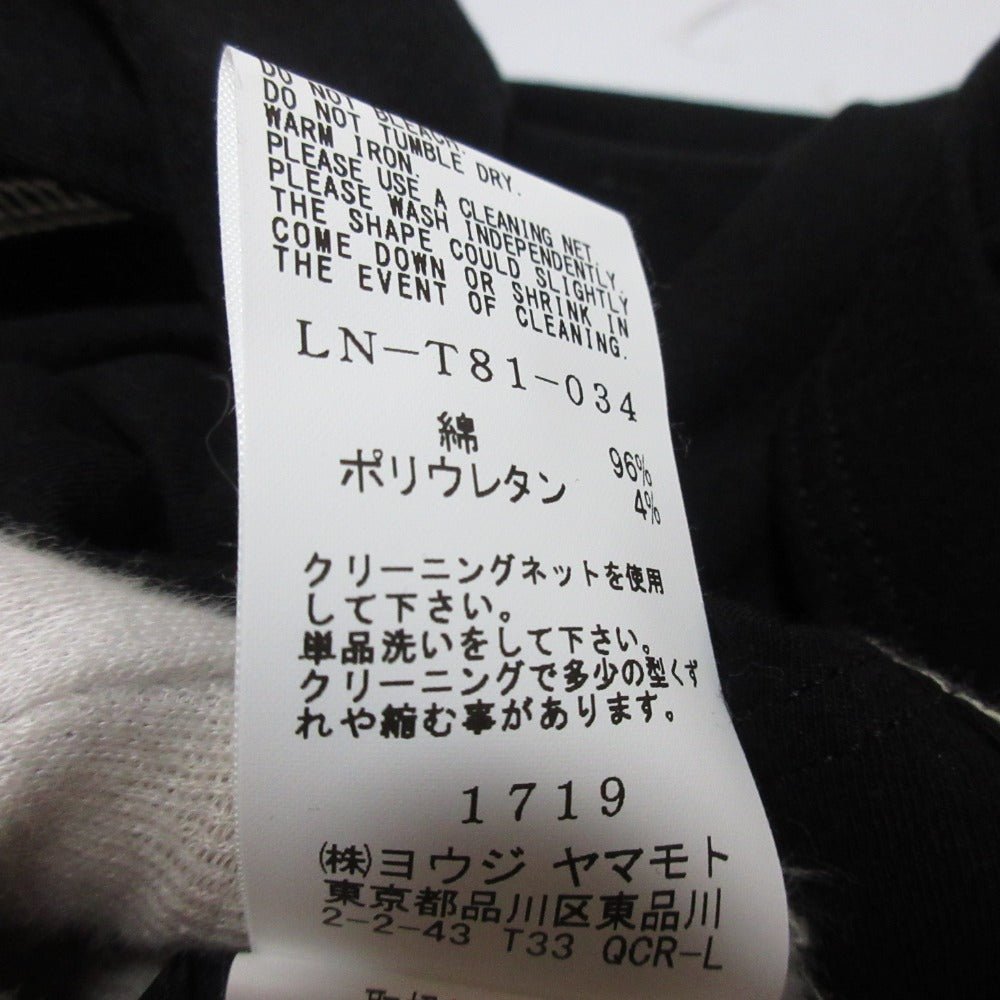 DO NOT BLEACH.
DO NOT TUMBLE DRY.
WARM IRON.
PLEASE USE A CLEANING NET.
PLEASE WASH INDEPENDENTLY.
THE SHAPE COULD SLIGHTLY
COME DOWN OR SHRINK IN
THE EVENT OF CLEANING.
LN-T81-034
綿 96%
ポリウレタン 4%
クリーニングネットを使用
して下さい。
単品洗いをして下さい。
クリーニングで多少の型くず
れや縮む事があります。
1719
㈱ヨウジ ヤマモト
東京都品川区東品川
2-2-43 T33 QCR-L